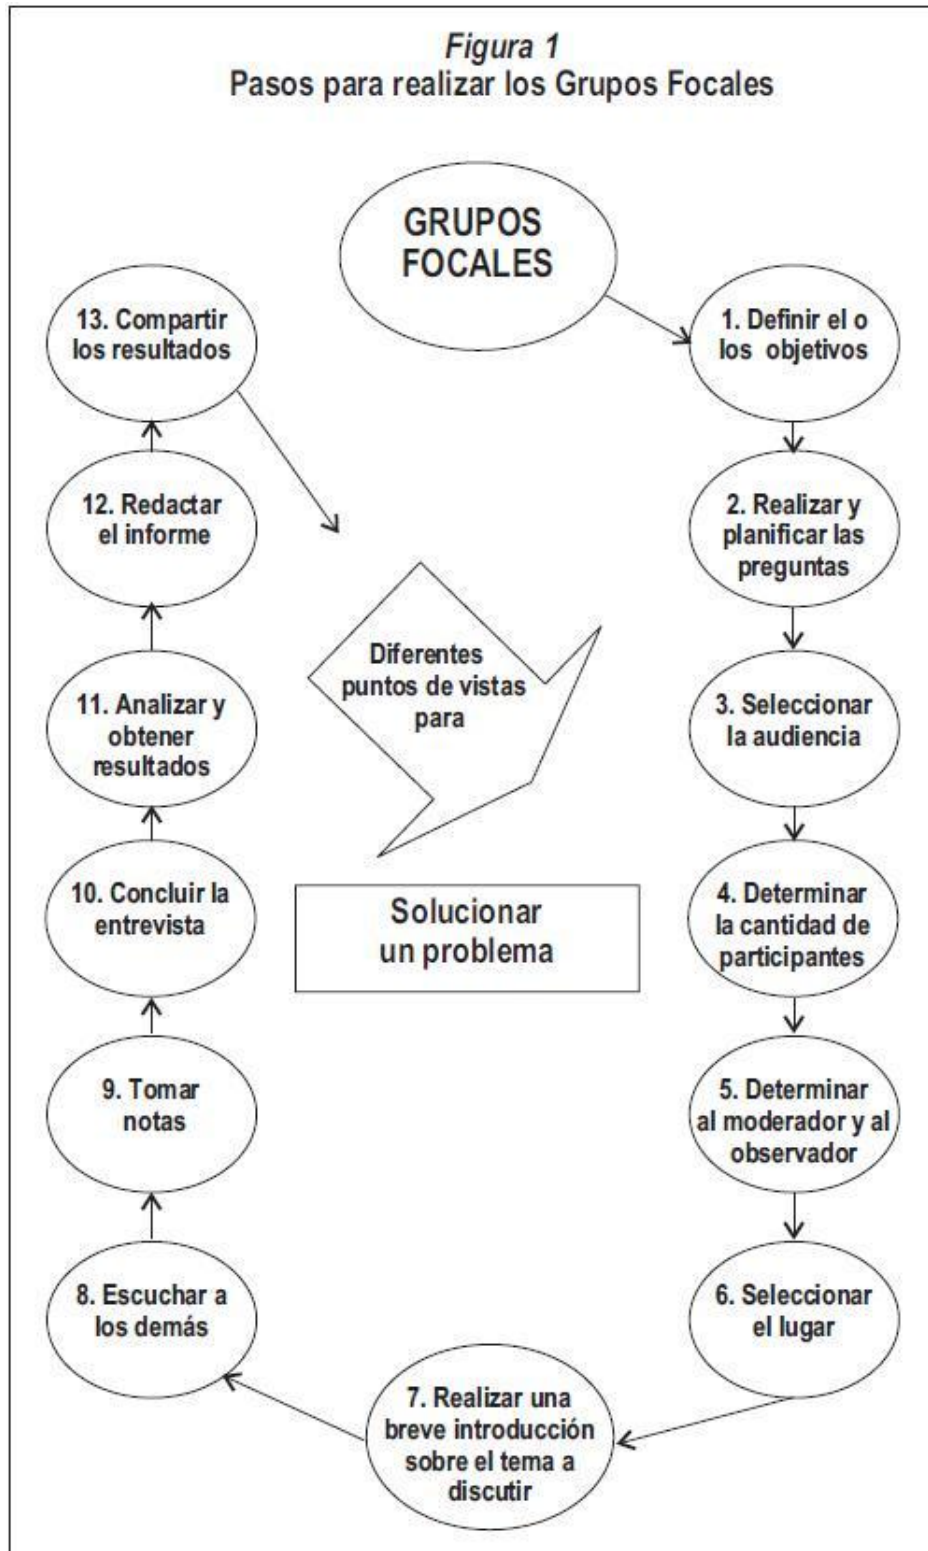 Figura 1
Pasos para realizar los Grupos Focales
GRUPOS
FOCALES
1. Definir el o
los objetivos
2. Realizar y
planificar las
preguntas
3. Seleccionar
la audiencia
4. Determinar
la cantidad de
participantes
5. Determinar
al moderador y al
observador
6. Seleccionar
el lugar
7. Realizar una
breve introducción
sobre el tema a
discutir
8. Escuchar a
los demás
9. Tomar
notas
10. Concluir la
entrevista
11. Analizar y
obtener
resultados
12. Redactar
el informe
13. Compartir
los resultados
Diferentes
puntos de vistas
para
Solucionar
un problema